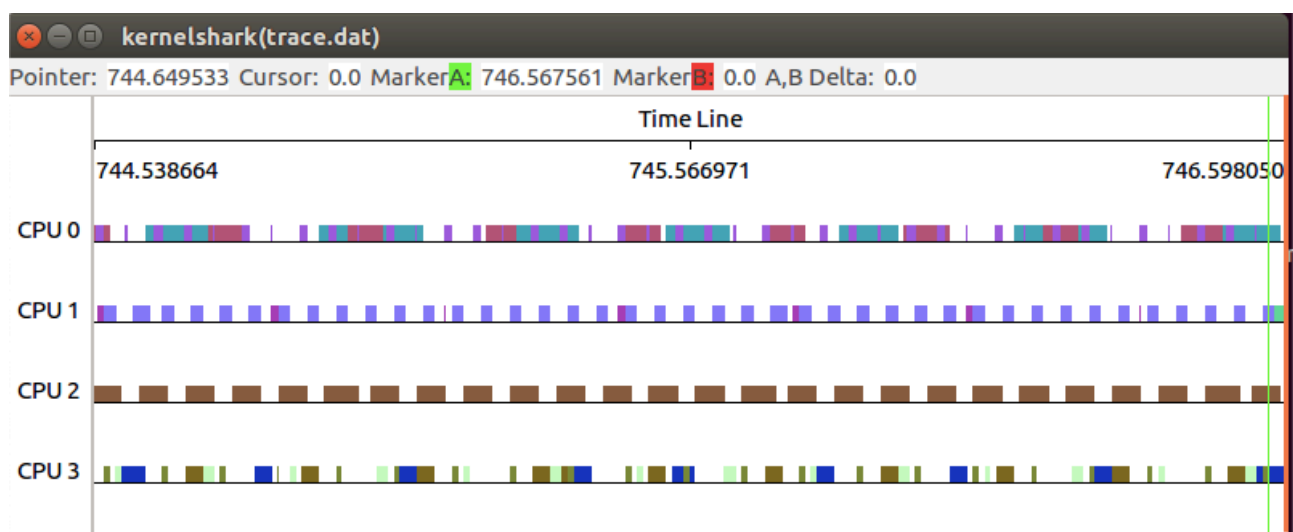 kernelshark(trace.dat)
Pointer: 744.649533 Cursor: 0.0 MarkerA: 746.567561 MarkerB: 0.0 A,B Delta: 0.0
Time Line
744.538664 745.566971 746.598050
CPU 0
CPU 1
CPU 2
CPU 3